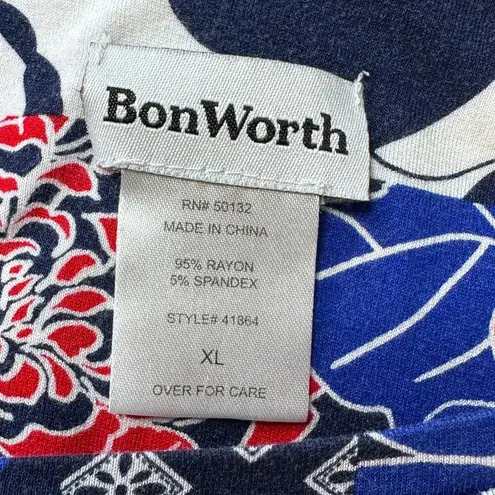 BonWorth
RN# 50132
MADE IN CHINA
95% RAYON
5% SPANDEX
STYLE# 41864
XL
OVER FOR CARE